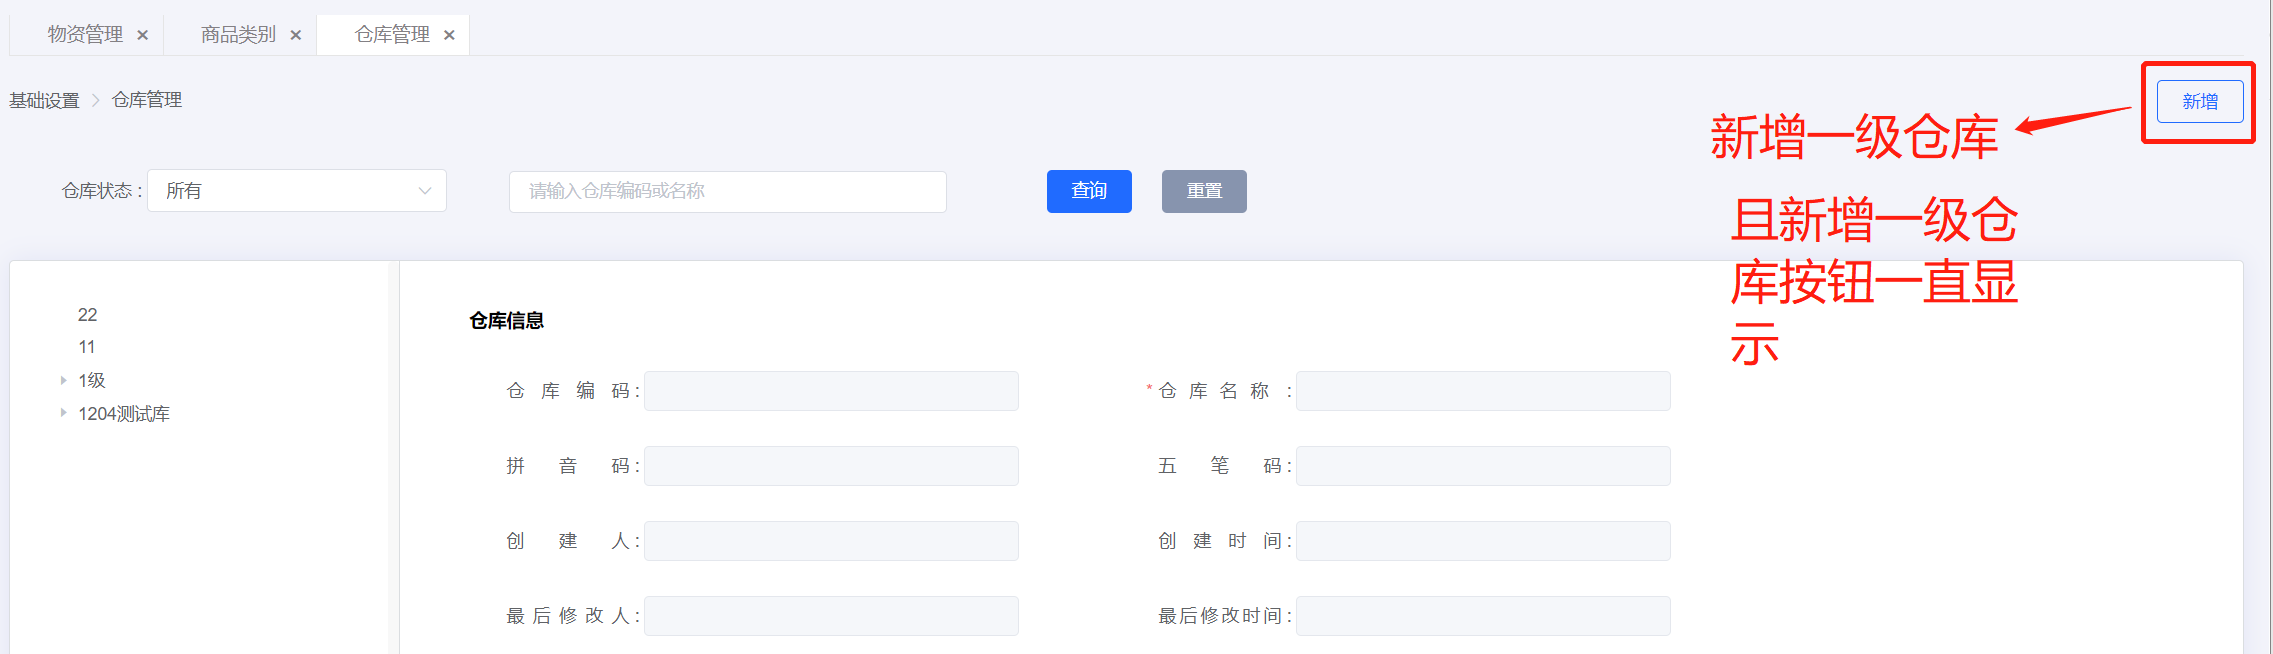 物资管理 × 商品类别 × 仓库管理 ×
基础设置 > 仓库管理
新增
新增一级仓库
仓库状态: 所有 请输入仓库编码或名称 查询 重置
且新增一级仓
库按钮一直显
示
22
11
1级
1204测试库
仓库信息
仓库编码: * 仓库名称:
拼音码: 五笔码:
创建人: 创建时间:
最后修改人: 最后修改时间: